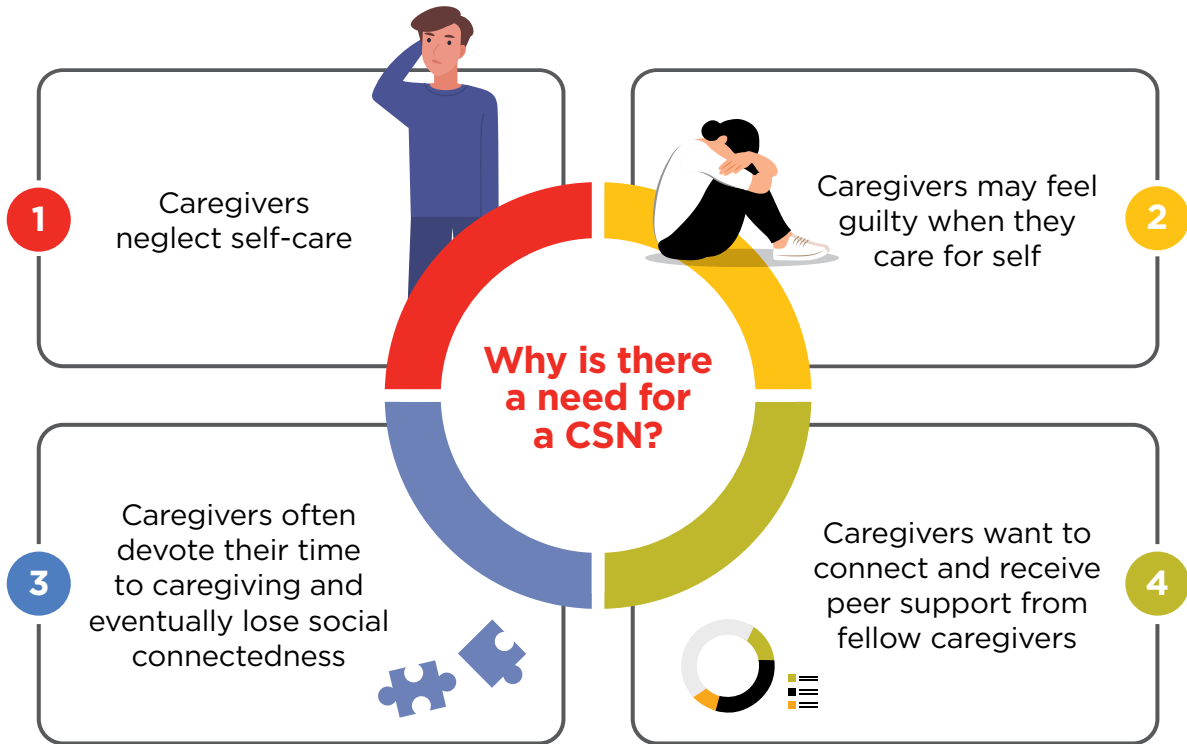 1
Caregivers
neglect self-care
2
Caregivers may feel
guilty when they
care for self
Why is there
a need for
a CSN?
3
Caregivers often
devote their time
to caregiving and
eventually lose social
connectedness
4
Caregivers want to
connect and receive
peer support from
fellow caregivers